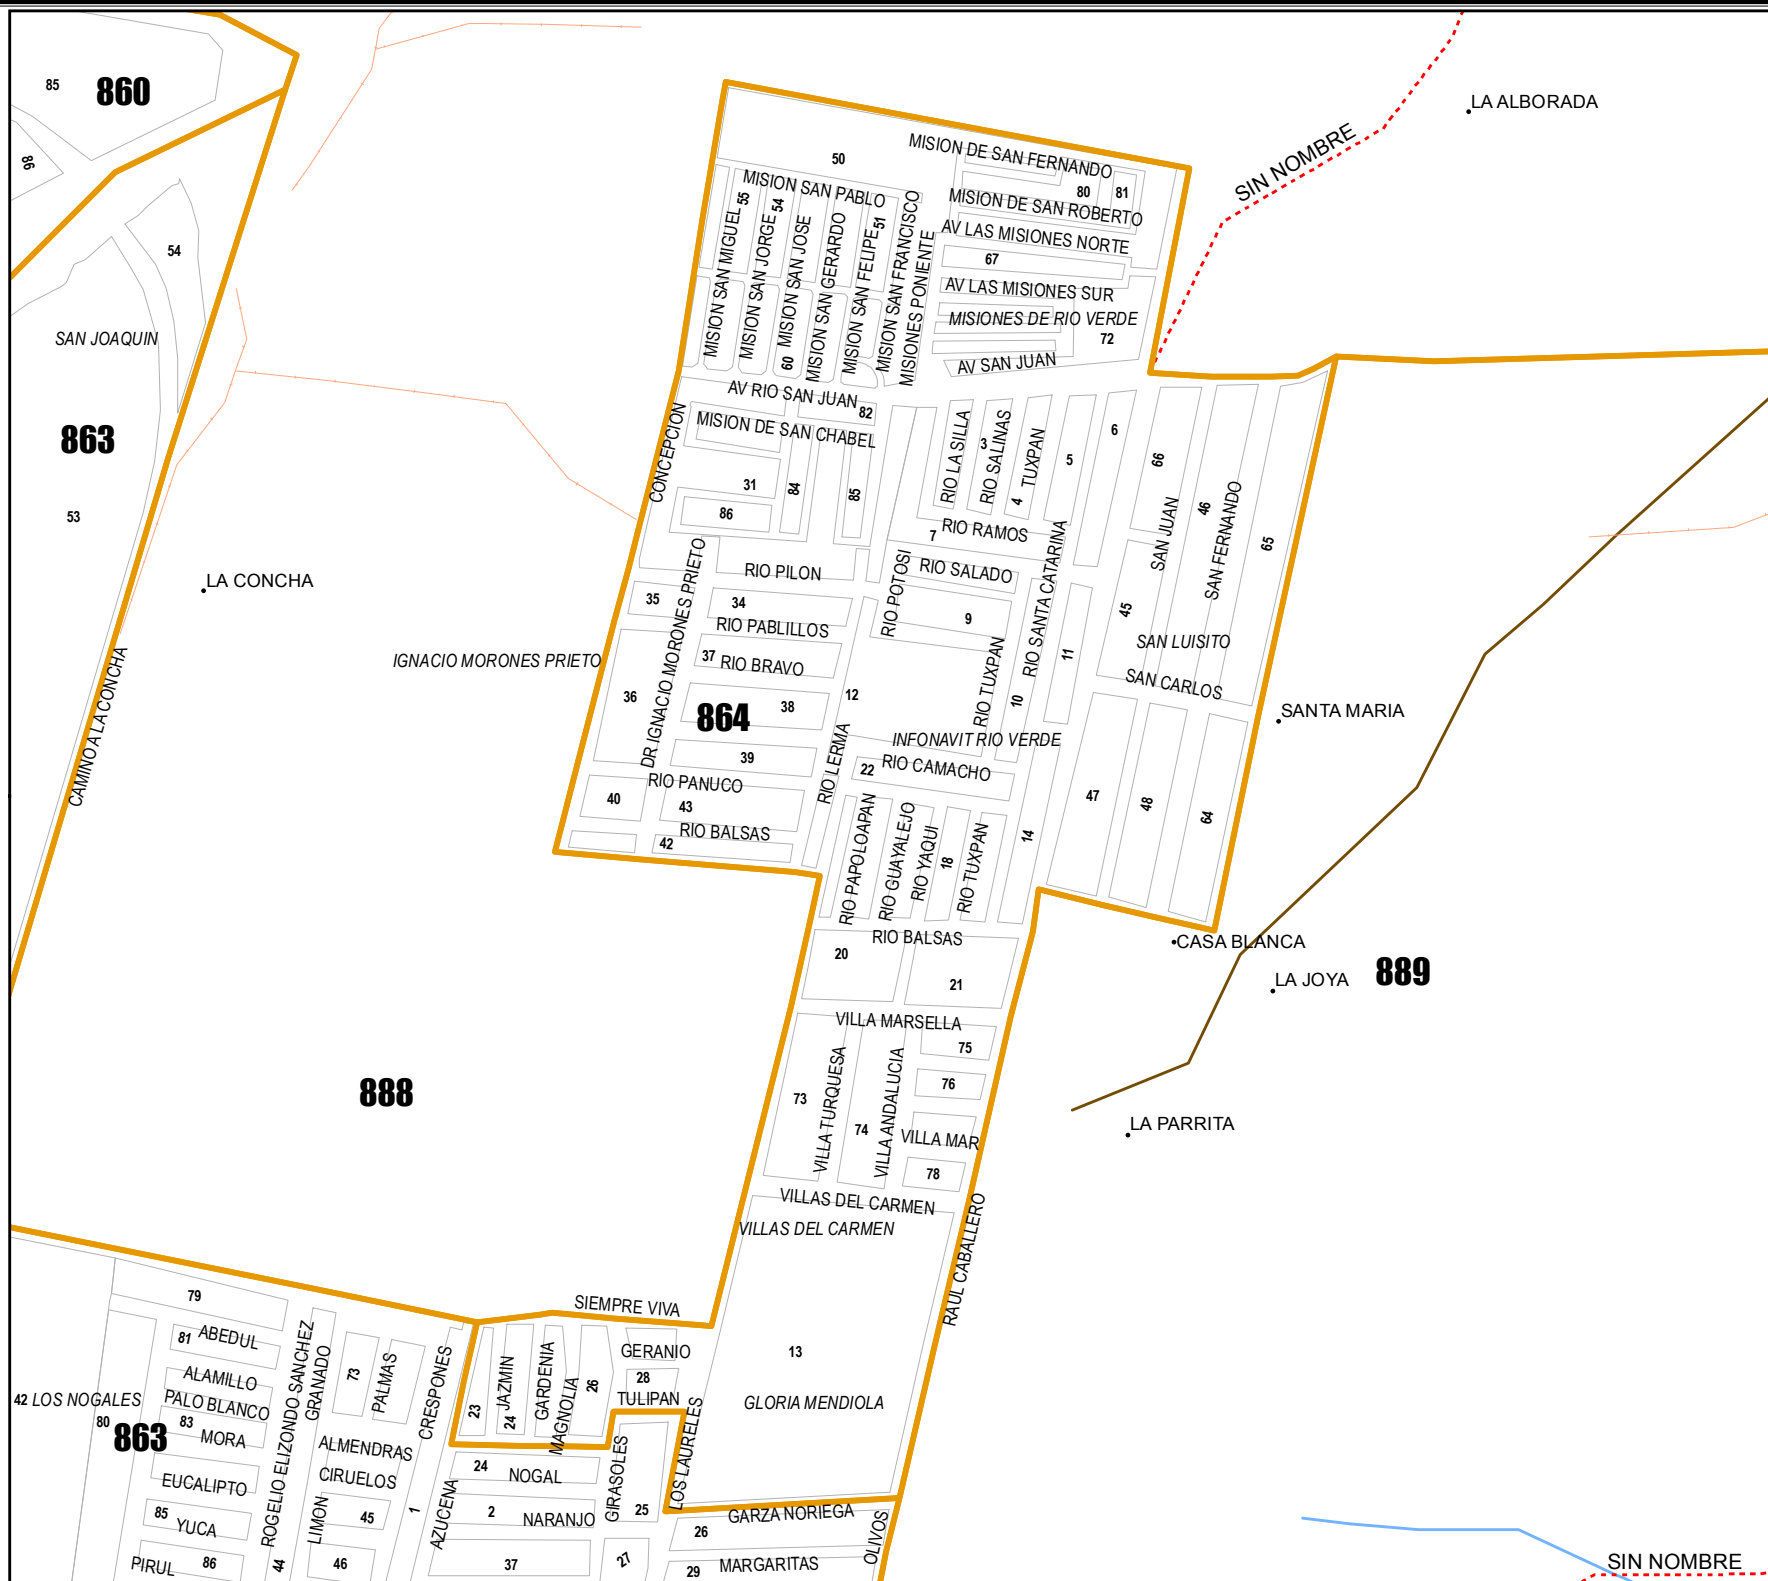 85
860
86
54
SAN JOAQUIN
863
53
LA CONCHA
CAMINO A LA CONCHA
IGNACIO MORONES PRIETO
888
LA ALBORADA
SIN NOMBRE
50
MISION DE SAN FERNANDO
80
81
MISION SAN PABLO
MISION DE SAN ROBERTO
AV LAS MISIONES NORTE
67
AV LAS MISIONES SUR
MISIONES DE RIO VERDE
72
AV SAN JUAN
55
54
51
MISION SAN MIGUEL
MISION SAN JORGE
MISION SAN JOSE
MISION SAN GERARDO
MISION SAN FELIPE
MISION SAN FRANCISCO
MISIONES PONIENTE
60
AV RIO SAN JUAN
82
MISION DE SAN CHABEL
CONCEPCION
31
84
85
86
RIO LA SILLA
3
RIO SALINAS
4
TUXPAN
5
6
66
46
65
SAN JUAN
SAN FERNANDO
RIO RAMOS
7
RIO SALADO
RIO POTOSI
9
RIO SANTA CATARINA
45
11
SAN LUISITO
SAN CARLOS
SANTA MARIA
RIO PILON
35
34
RIO PABLILLOS
DR IGNACIO MORONES PRIETO
37
RIO BRAVO
36
864
38
12
39
RIO LERMA
RIO TUXPAN
10
INFONAVIT RIO VERDE
22
RIO CAMACHO
RIO PANUCO
40
43
RIO BALSAS
42
RIO PAPOLOAPAN
RIO GUAYALEJO
RIO YAQUI
18
RIO TUXPAN
14
47
48
64
RIO BALSAS
20
21
CASA BLANCA
LA JOYA
889
VILLA MARSELLA
75
76
73
VILLA TURQUESA
74
VILLA ANDALUCIA
VILLA MAR
78
LA PARRITA
VILLAS DEL CARMEN
VILLAS DEL CARMEN
RAUL CABALLERO
SIEMPRE VIVA
79
81
ABEDUL
ALAMILLO
PALO BLANCO
42
LOS NOGALES
80
83
863
MORA
EUCALIPTO
85
YUCA
PIRUL
86
ROGELIO ELIZONDO SANCHEZ
GRANADO
73
PALMAS
CRESPONES
ALMENDRAS
CIRUELOS
LIMON
45
44
46
1
AZUCENA
23
JAZMIN
24
GARDENIA
MAGNOLIA
26
GERANIO
28
TULIPAN
13
GLORIA MENDIOLA
24
NOGAL
2
NARANJO
GIRASOLES
25
LOS LAURELES
37
27
GARZA NORIEGA
26
OLIVOS
29
MARGARITAS
SIN NOMBRE